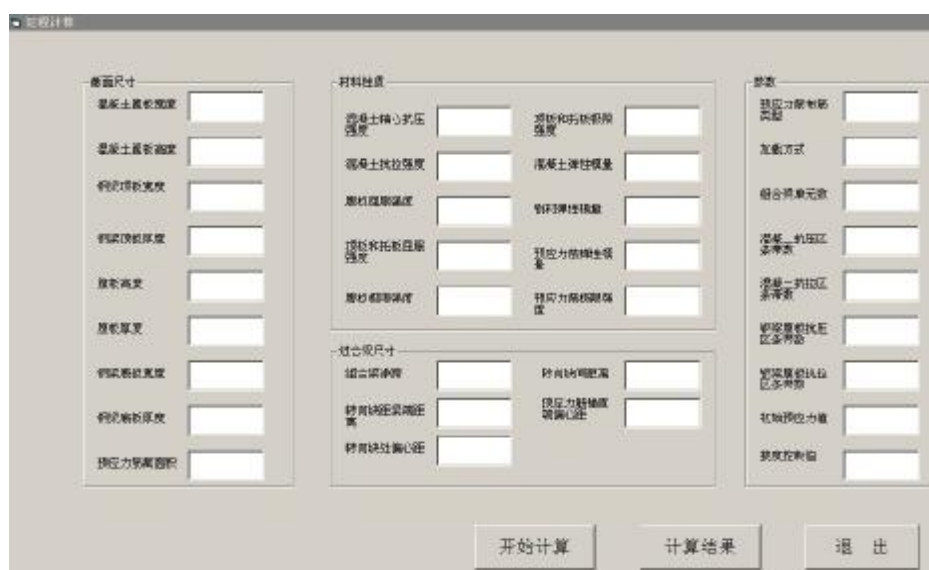 过程计算
截面尺寸
混凝土翼板宽度
混凝土翼板高度
钢梁顶板宽度
钢梁顶板厚度
腹板高度
腹板厚度
钢梁底板宽度
钢梁底板厚度
预应力筋截面积
材料性质
混凝土轴心抗压
强度
混凝土抗拉强度
腹板屈服强度
顶板和托板屈服
强度
腹板极限强度
顶板和托板极限
强度
混凝土弹性模量
钢材弹性模量
预应力筋弹性模
量
预应力筋极限强
度
组合梁尺寸
组合梁净跨
转向块距梁端距
离
转向块处偏心距
转向块间距离
预应力筋锚固
端偏心距
参数
预应力筋布筋
类型
加载方式
组合梁单元数
混凝土抗压区
条带数
混凝土抗拉区
条带数
钢梁腹板抗压
区条带数
钢梁腹板抗拉
区条带数
初始预应力值
挠度控制值
开始计算
计算结果
退 出